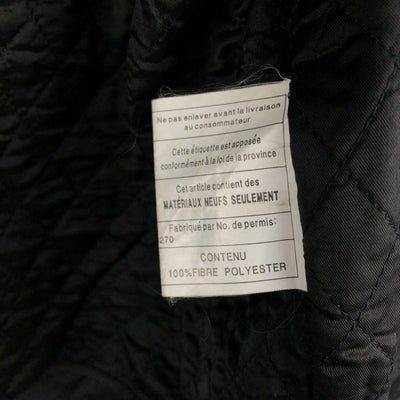 Ne pas enlever avant la livraison
au consommateur
Cette étiquette est apposée
conformément à la loi de la province
Cet article contient des
MATÉRIAUX NEUFS SEULEMENT
Fabriqué par No. de permis:
270
CONTENU
100%FIBRE POLYESTER